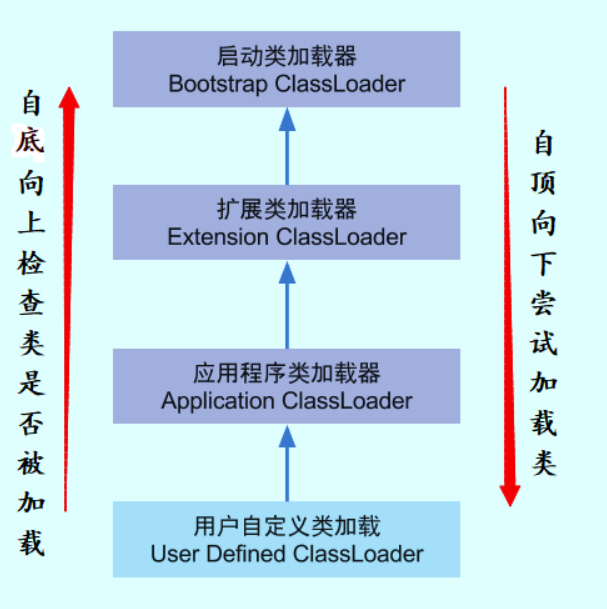 启动类加载器
Bootstrap ClassLoader
自底向上检查类是否被加载
自顶向下尝试加载类
扩展类加载器
Extension ClassLoader
应用程序类加载器
Application ClassLoader
用户自定义类加载
User Defined ClassLoader